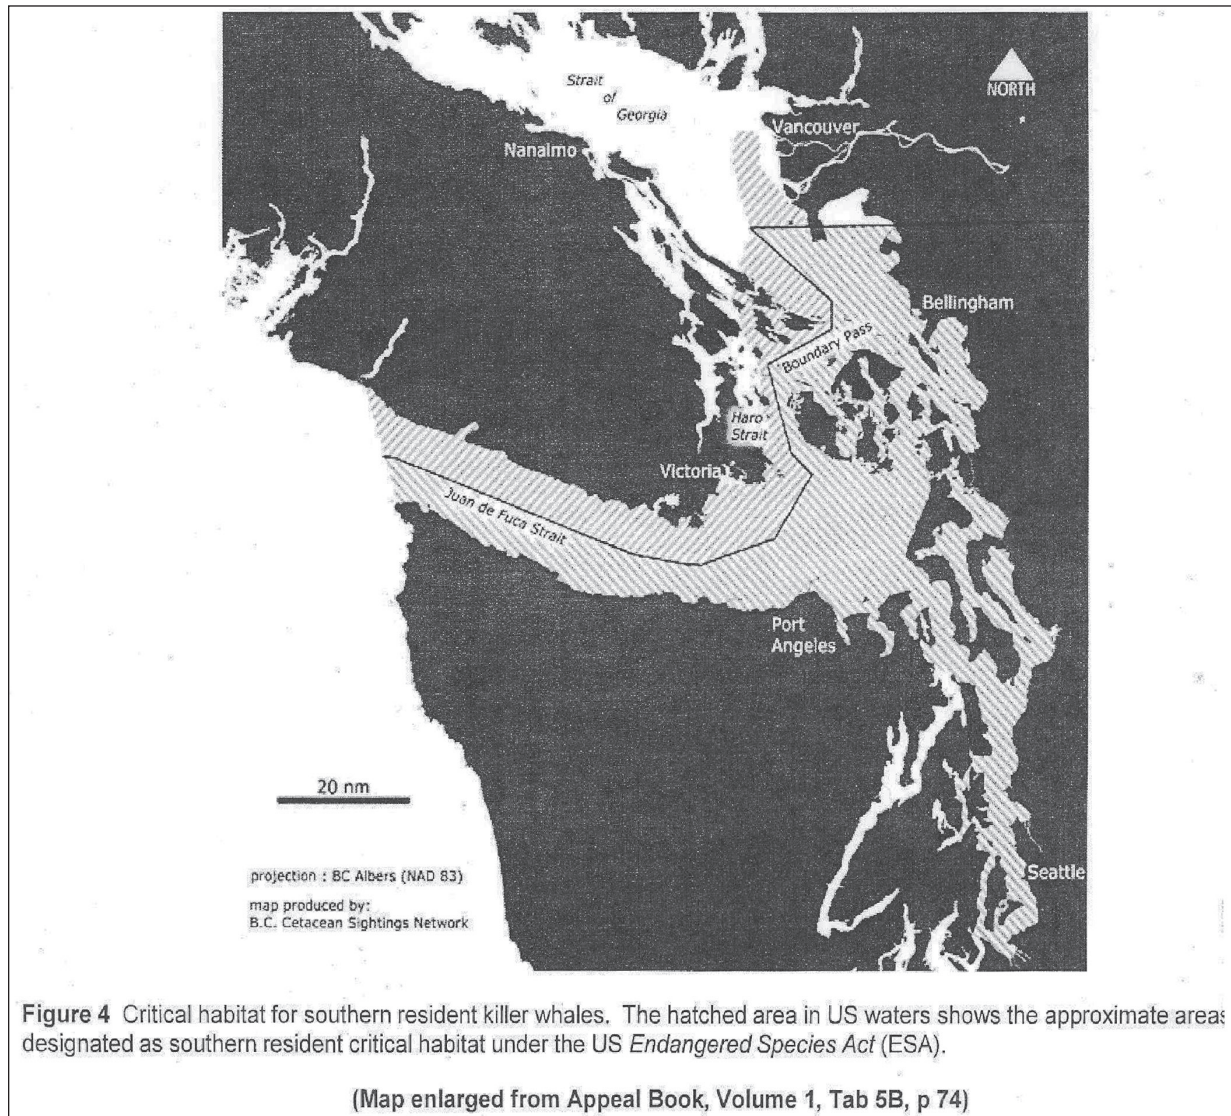 Strait
of
Georgia
NORTH
Vancouver
Nanaimo
Bellingham
Boundary Pass
Haro
Strait
Victoria
Juan de Fuca Strait
Port
Angeles
20 nm
Seattle
projection : BC Albers (NAD 83)
map produced by:
B.C. Cetacean Sightings Network
Figure 4 Critical habitat for southern resident killer whales. The hatched area in US waters shows the approximate areas
designated as southern resident critical habitat under the US Endangered Species Act (ESA).
(Map enlarged from Appeal Book, Volume 1, Tab 5B, p 74)